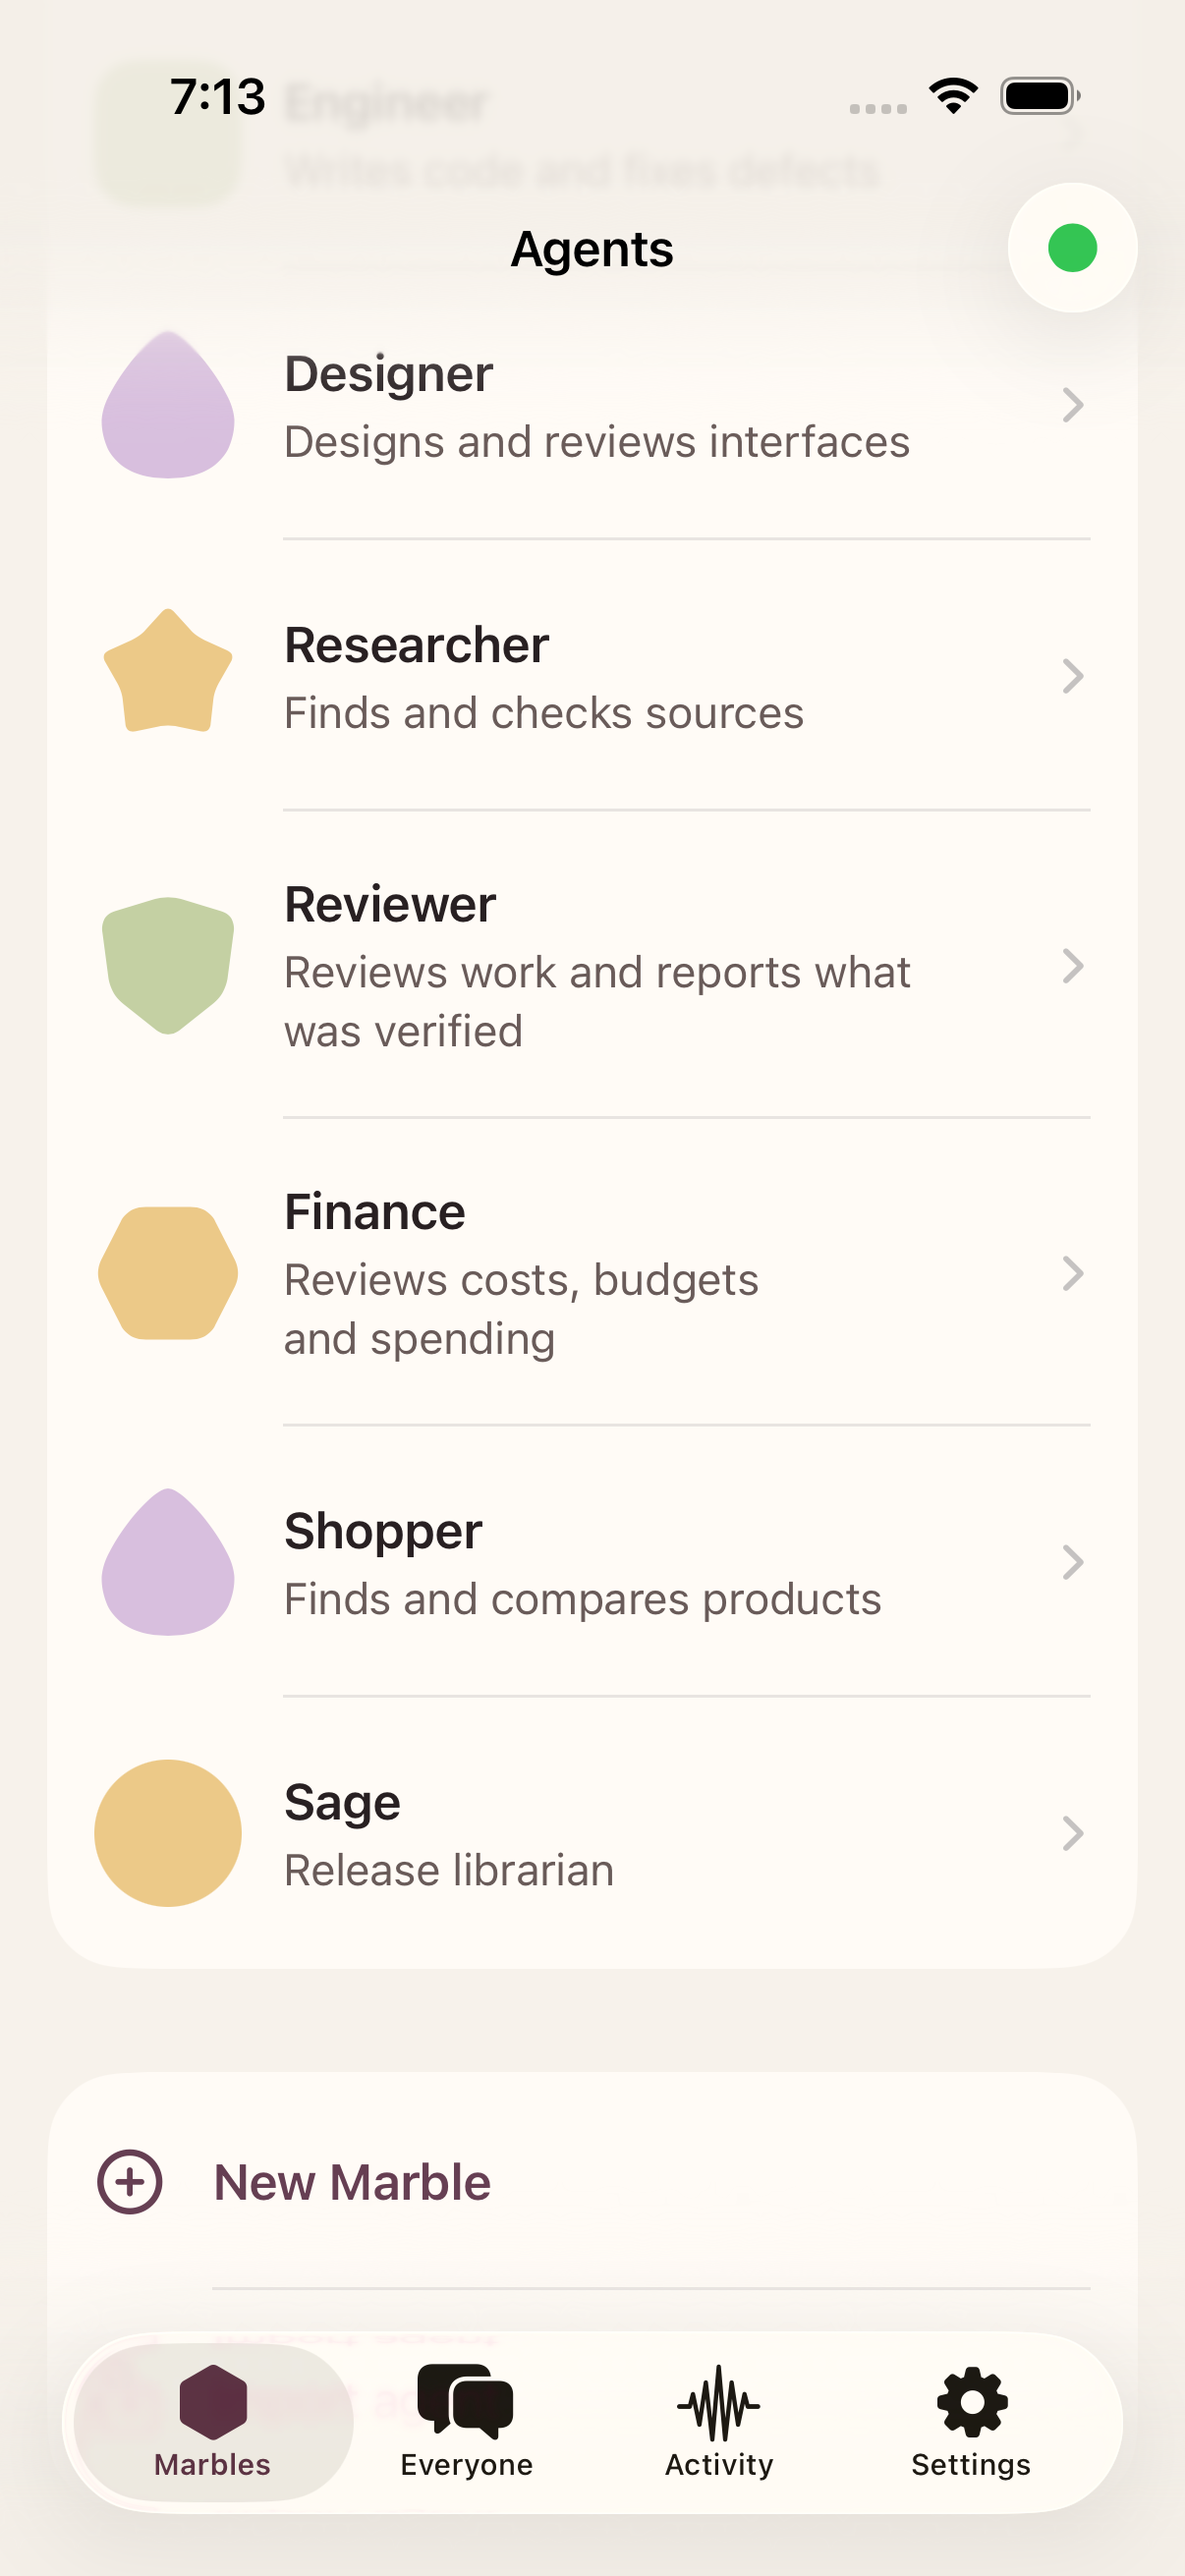 7:13
Engineer
Writes code and fixes defects
Agents
Designer
Designs and reviews interfaces
Researcher
Finds and checks sources
Reviewer
Reviews work and reports what
was verified
Finance
Reviews costs, budgets
and spending
Shopper
Finds and compares products
Sage
Release librarian
New Marble
Marbles
Everyone
Activity
Settings